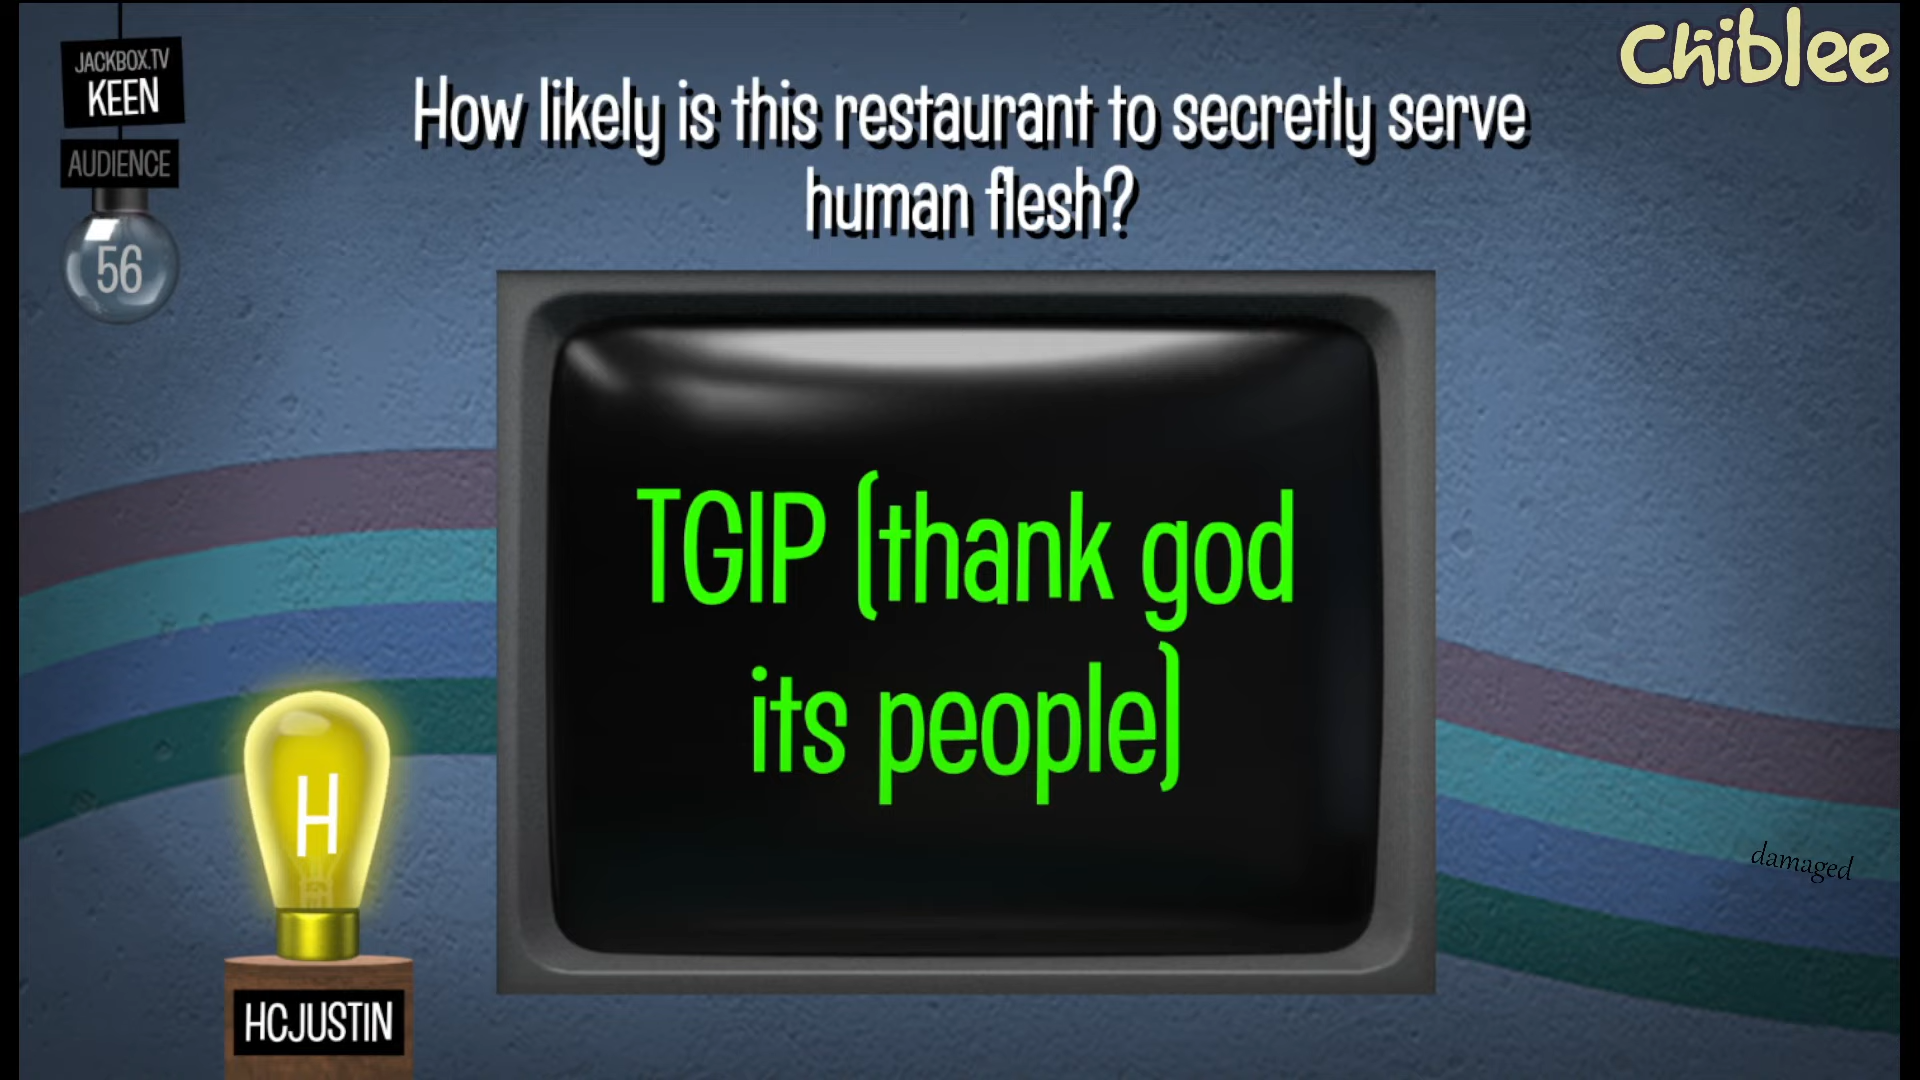 JACKBOX.TV
KEEN
AUDIENCE
56
Chiblee
How likely is this restaurant to secretly serve
human flesh?
TGIP (thank god
its people)
H
HCJUSTIN
damaged